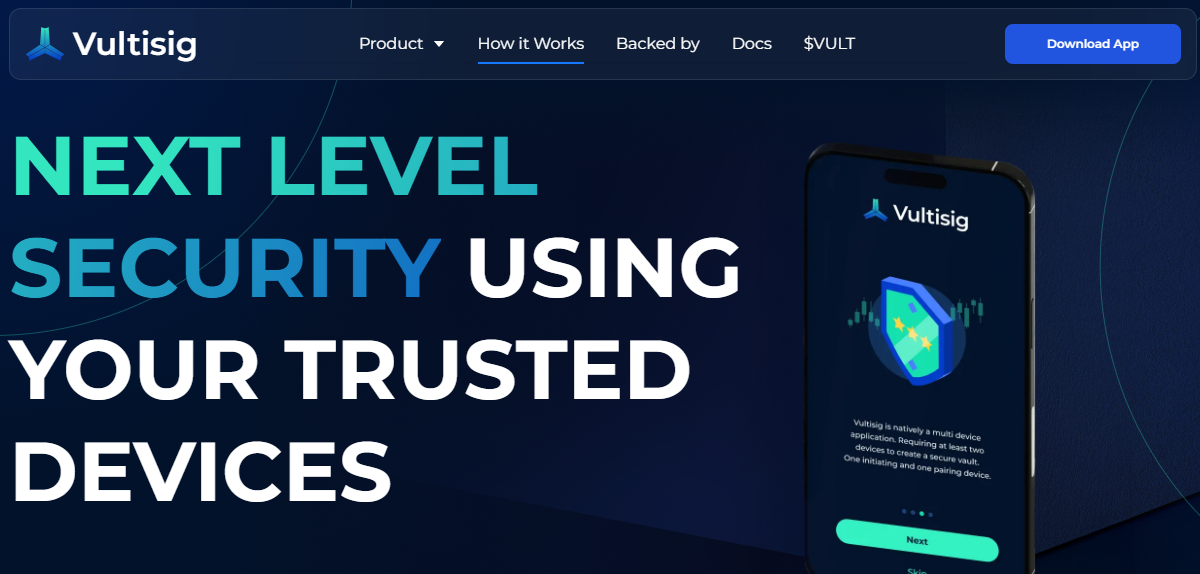 Vultisig
Product
How it Works
Backed by
Docs
$VULT
Download App
NEXT LEVEL
SECURITY USING
YOUR TRUSTED
DEVICES
Vultisig
Vultisig is natively a multi device
application. Requiring at least two
devices to create a secure vault.
One initiating and one pairing device.
Next
Skip